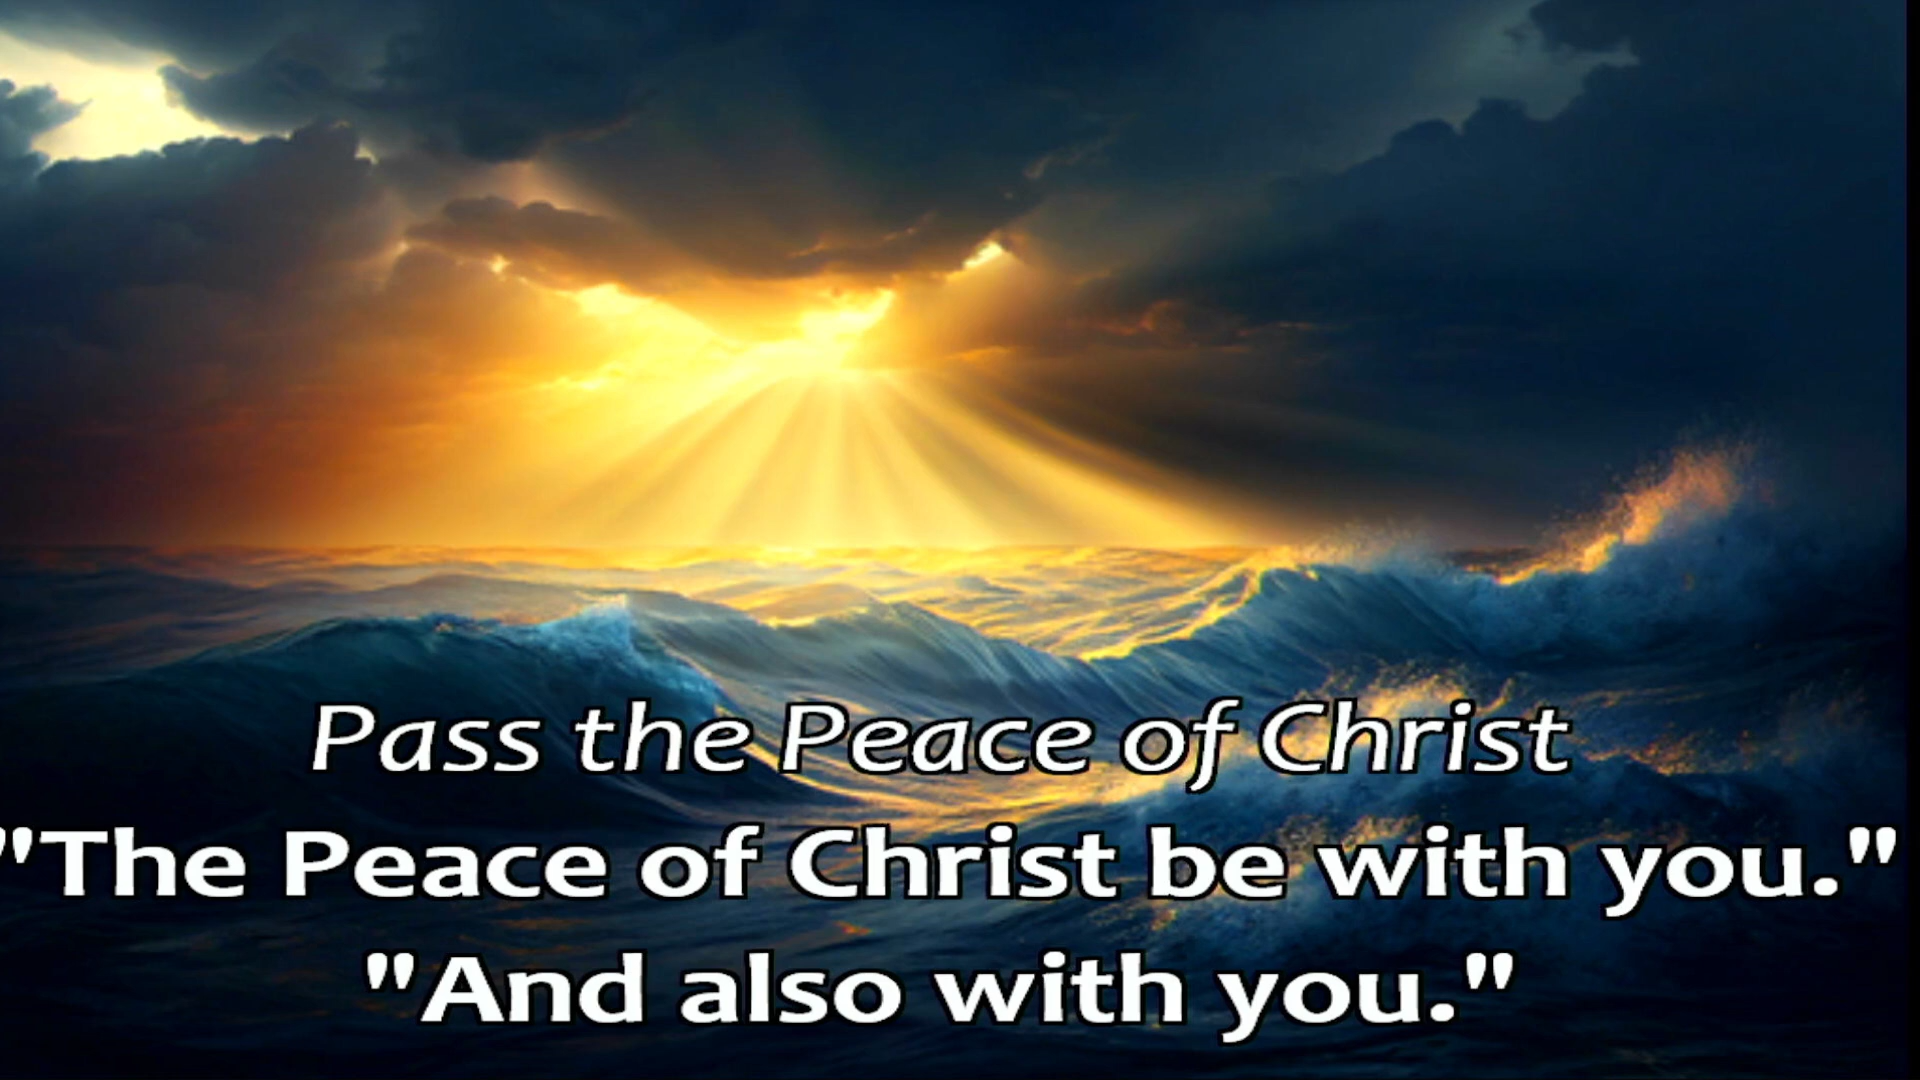 Pass the Peace of Christ
"The Peace of Christ be with you."
"And also with you."